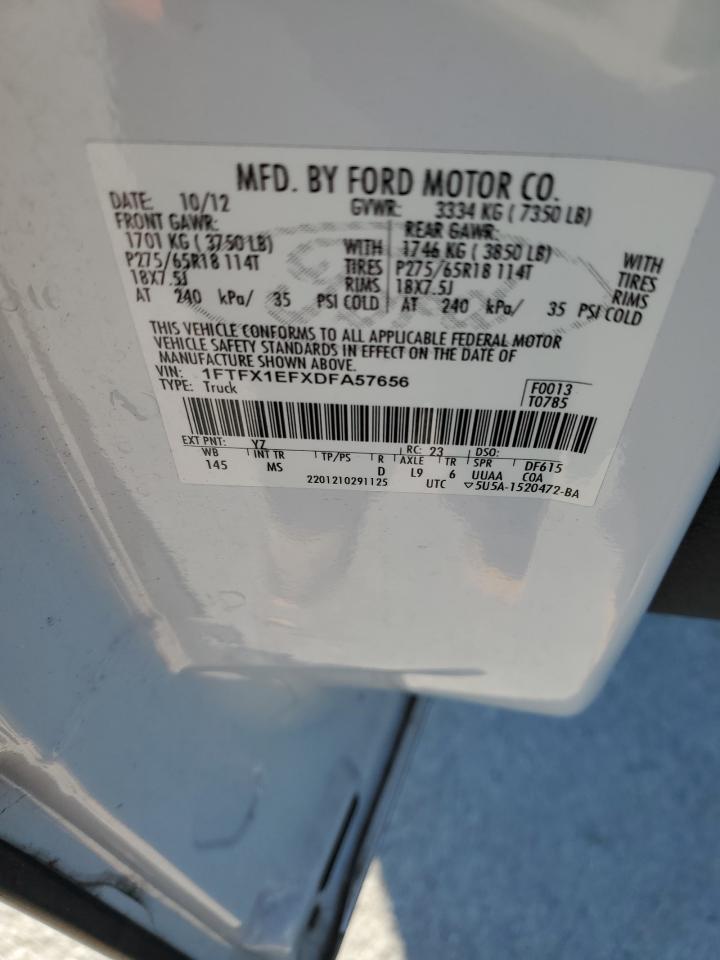 MFD. BY FORD MOTOR CO.
DATE: 10/12 GVWR: 3334 KG ( 7350 LB)
FRONT GAWR: REAR GAWR:
1701 KG ( 3750 LB) WITH 1746 KG ( 3850 LB) WITH
P275/65R18 114T TIRES P275/65R18 114T TIRES
18X7.5J RIMS 18X7.5J RIMS
AT 240 kPa/ 35 PSI COLD AT 240 kPa/ 35 PSI COLD
THIS VEHICLE CONFORMS TO ALL APPLICABLE FEDERAL MOTOR
VEHICLE SAFETY STANDARDS IN EFFECT ON THE DATE OF
MANUFACTURE SHOWN ABOVE.
VIN: 1FTFX1EFXDFA57656 F0013
TYPE: Truck T0785
EXT PNT: YZ RC: 23 DSO:
WB INT TR TP/PS R AXLE TR SPR DF615
145 MS D L9 6 UUAA COA
2201210291125 UTC ▽5U5A-1520472-BA